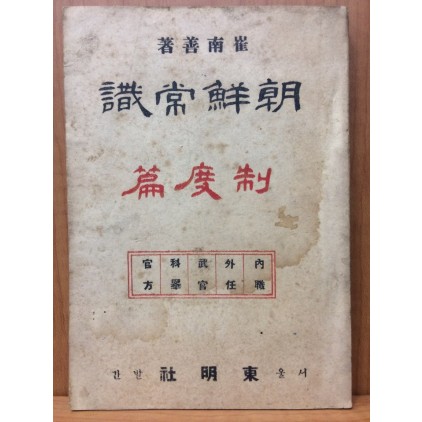 崔南善著
朝鮮常識
制度篇
內職 外任 武官 科擧 官方
서울 東明社 발간